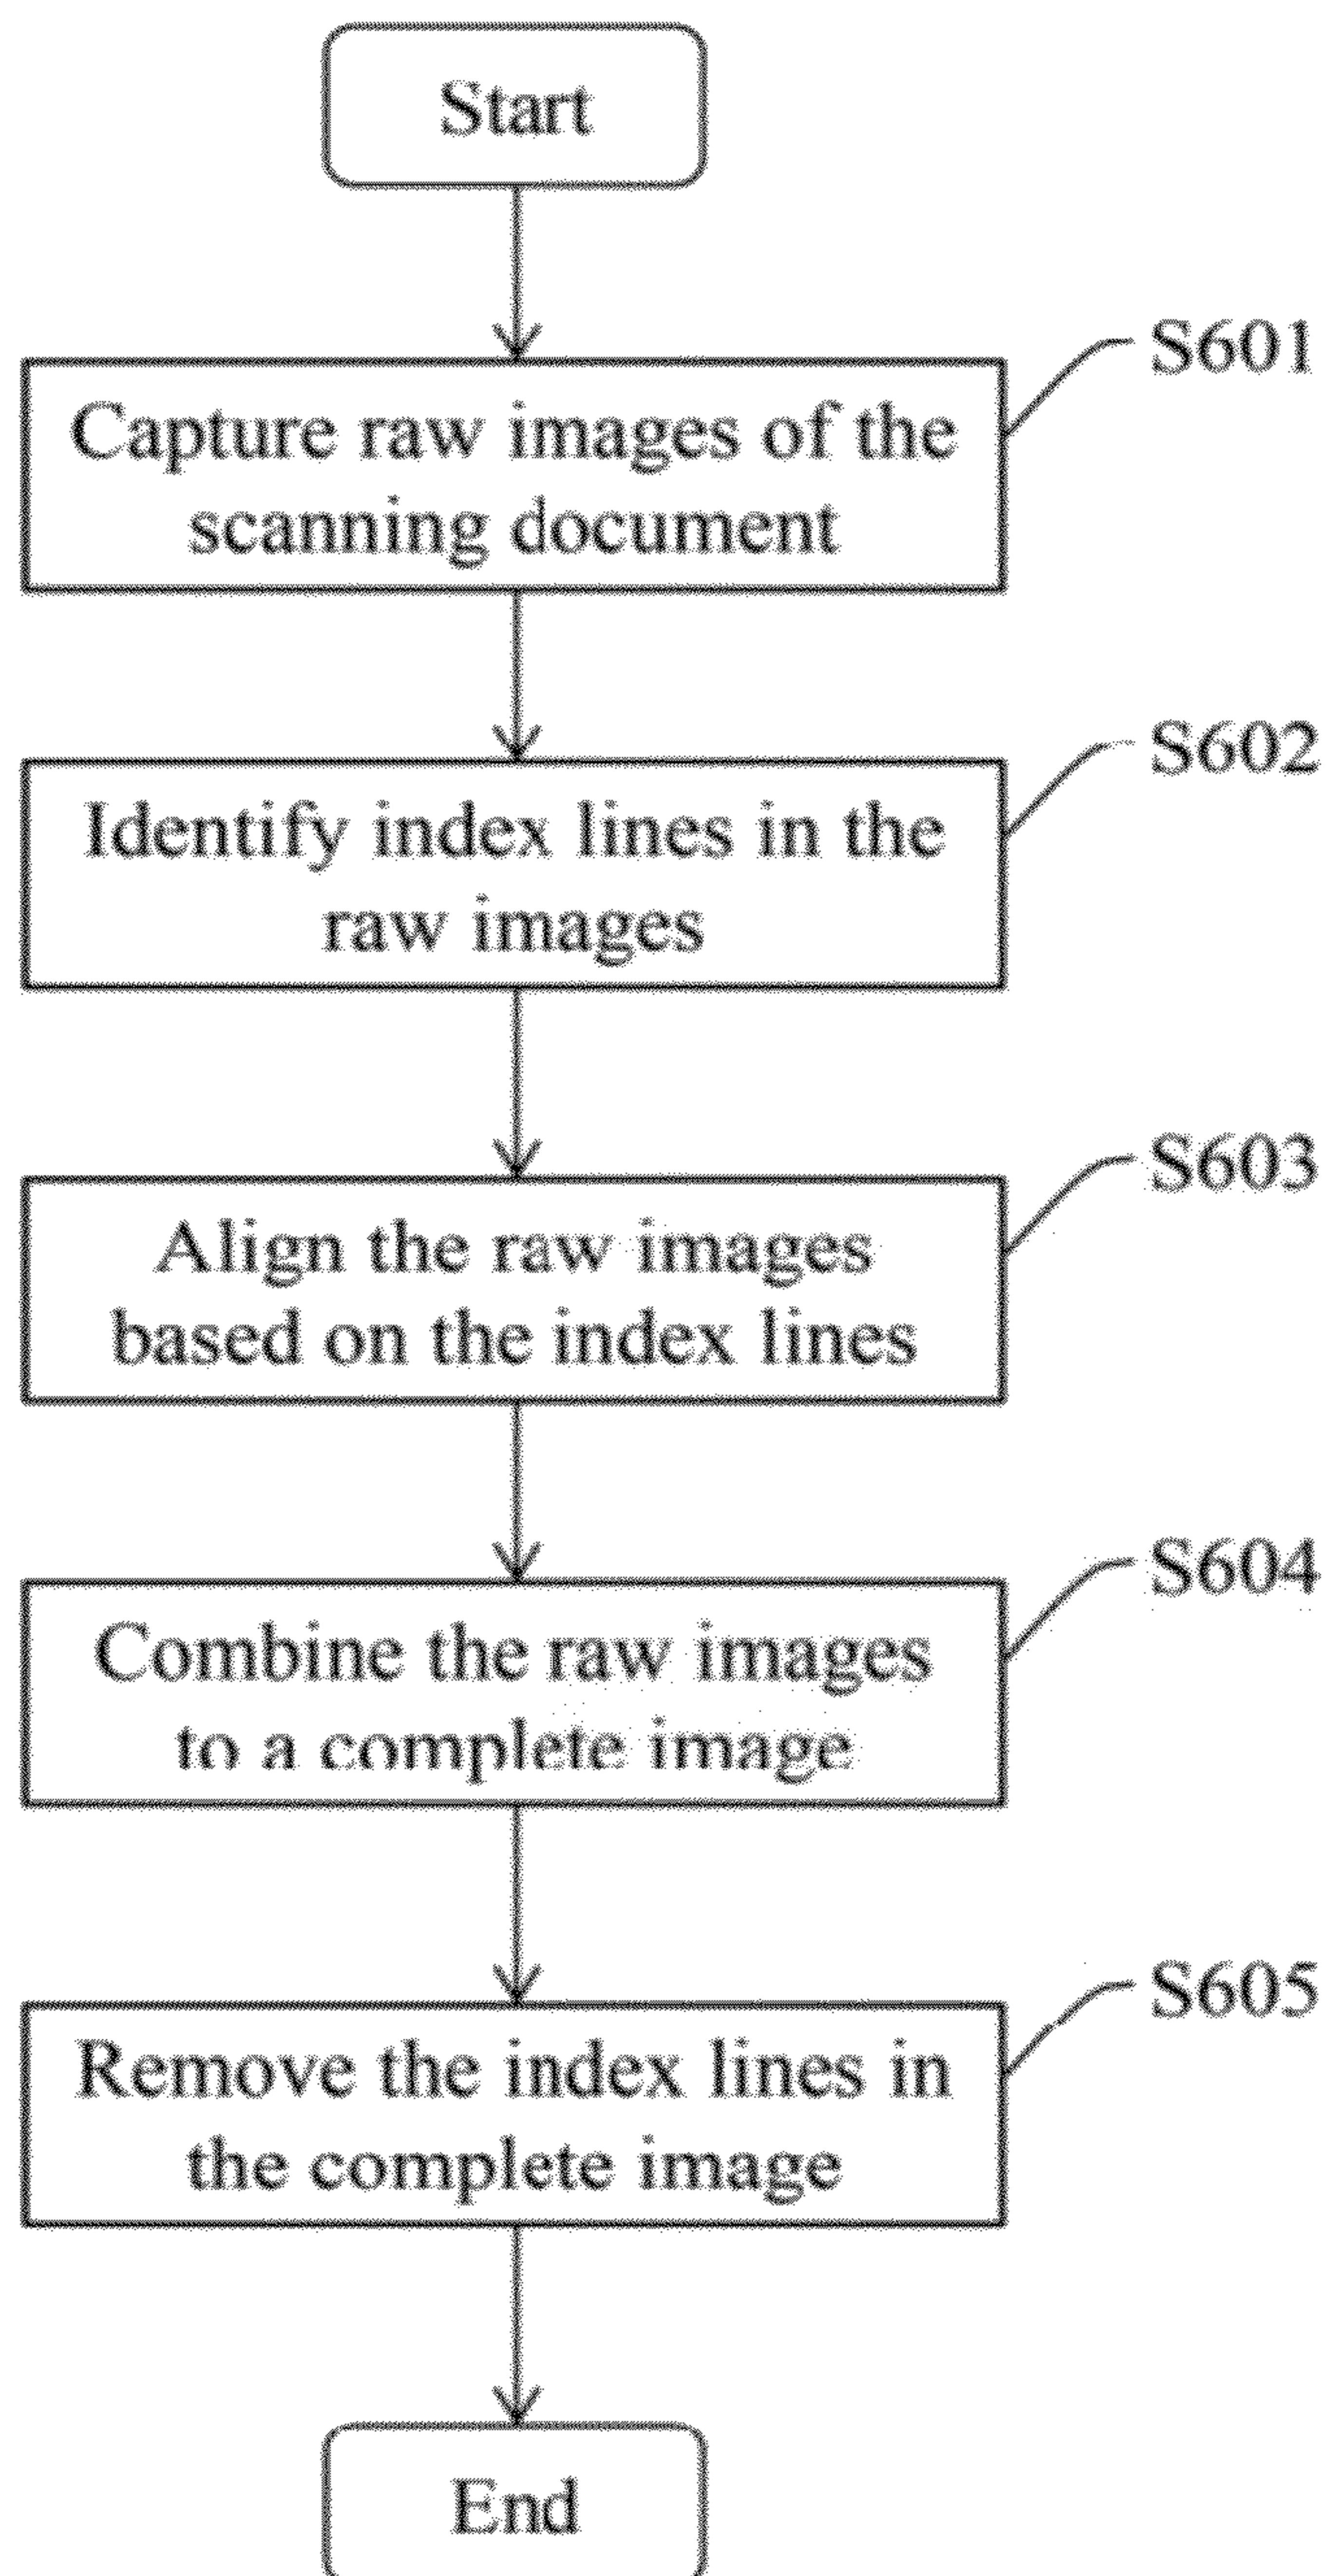 Start
S601
Capture raw images of the
scanning document
S602
Identify index lines in the
raw images
S603
Align the raw images
based on the index lines
S604
Combine the raw images
to a complete image
S605
Remove the index lines in
the complete image
End